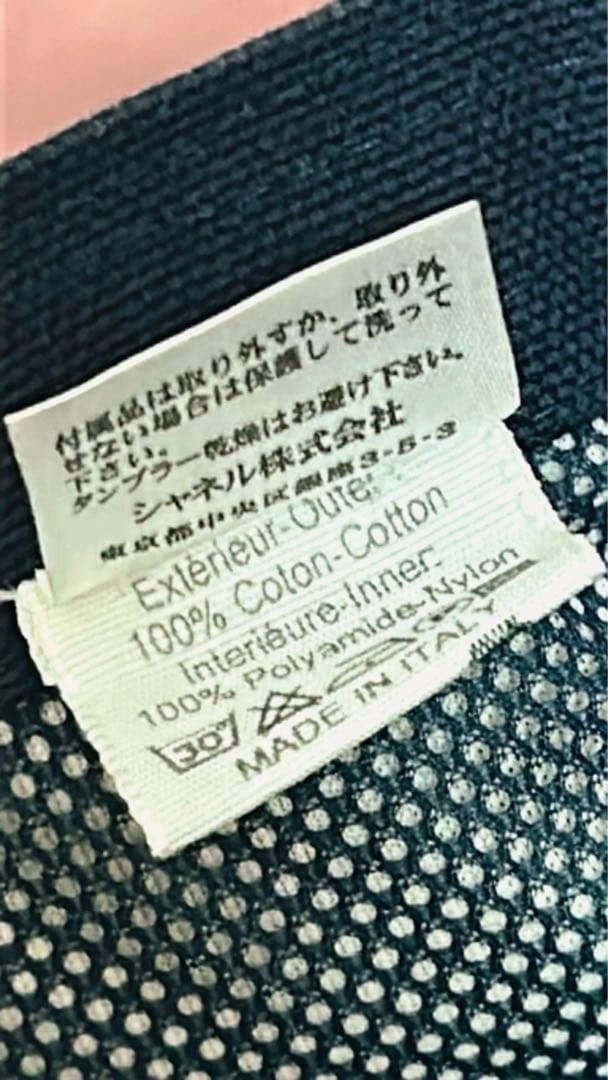 付属品は取り外すか、取り外
せない場合は保護して洗って
下さい。
タンブラー乾燥はお避け下さい。
シャネル株式会社
東京都中央区銀座3-5-3
Extérieur-Outer
100% Coton-Cotton
Interiéure-Inner.
100% Polyamide-Nylon
30°
MADE IN ITALY